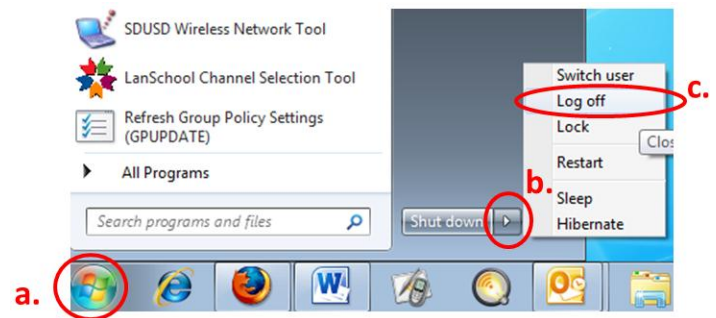 SDUSD Wireless Network Tool
LanSchool Channel Selection Tool
Refresh Group Policy Settings
(GPUPDATE)
All Programs
Search programs and files
Shut down
Switch user
Log off
Lock
Restart
Sleep
Hibernate
Clos
a.
b.
c.
W
O